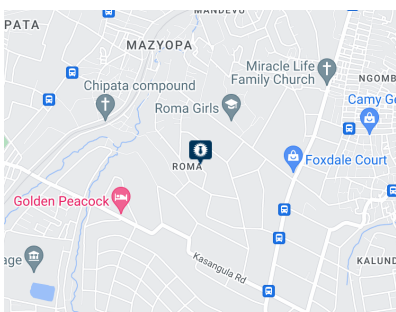 MANDEVU
PATA
MAZYOPA
Miracle Life
Family Church
NGOMB
Chipata compound
Camy Ge
Roma Girls
Foxdale Court
ROMA
Golden Peacock
Kasangula Rd
age
KALUND